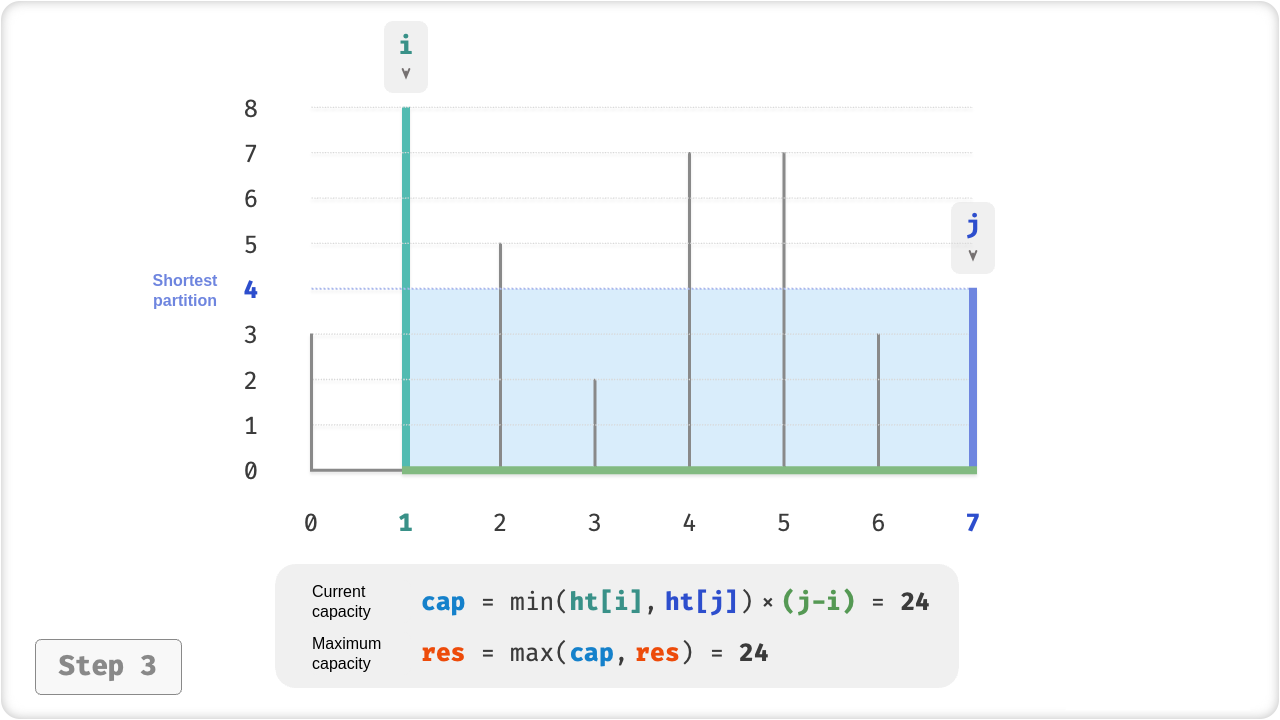 i
8
7
6
j
5
Shortest
partition
4
3
2
1
0
0 1 2 3 4 5 6 7
Current
capacity
cap = min(ht[i], ht[j]) × (j-i) = 24
Maximum
capacity
res = max(cap, res) = 24
Step 3